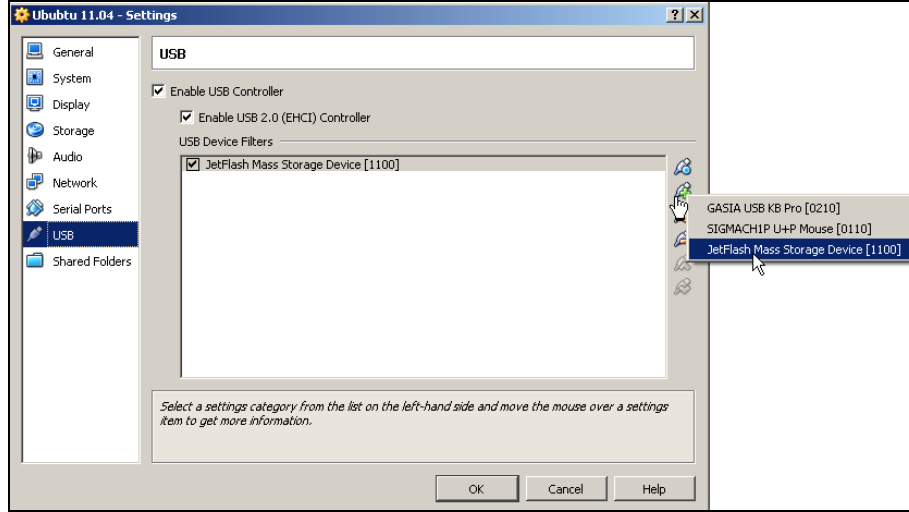 Ububtu 11.04 - Settings
General
System
Display
Storage
Audio
Network
Serial Ports
USB
Shared Folders
USB
Enable USB Controller
Enable USB 2.0 (EHCI) Controller
USB Device Filters
JetFlash Mass Storage Device [1100]
GASIA USB KB Pro [0210]
SIGMACH1P U+P Mouse [0110]
JetFlash Mass Storage Device [1100]
Select a settings category from the list on the left-hand side and move the mouse over a settings
item to get more information.
OK
Cancel
Help